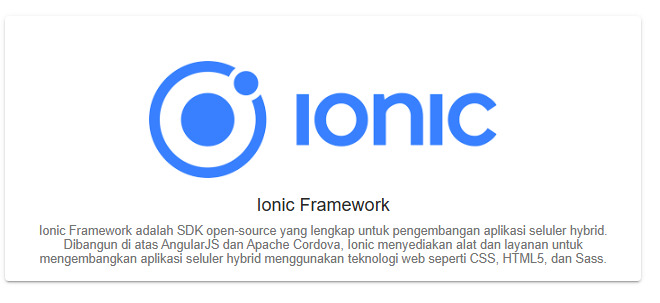 ionic
Ionic Framework
Ionic Framework adalah SDK open-source yang lengkap untuk pengembangan aplikasi seluler hybrid.
Dibangun di atas AngularJS dan Apache Cordova, Ionic menyediakan alat dan layanan untuk
mengembangkan aplikasi seluler hybrid menggunakan teknologi web seperti CSS, HTML5, dan Sass.